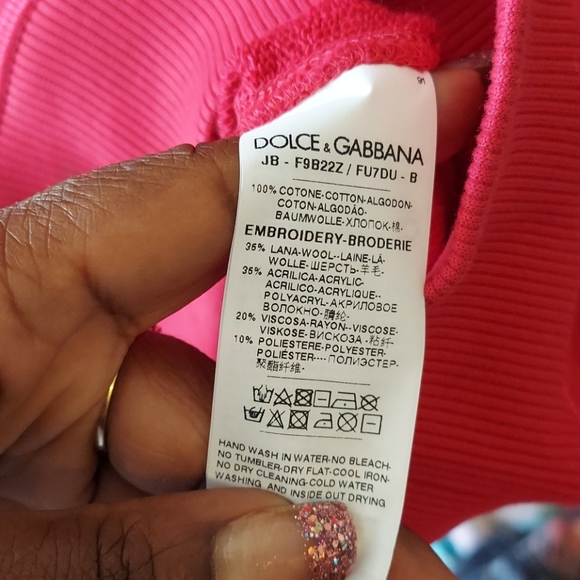 91
DOLCE & GABBANA
JB - F9B22Z / FU7DU - B
100% COTONE-COTTON-ALGODON-
COTON-ALGODÃO-
BAUMWOLLE-ХЛОПОК-棉-
EMBROIDERY-BRODERIE
35% LANA-WOOL--LAINE-LÃ-
WOLLE-ШЕРСТЬ-羊毛-
35% ACRILICA-ACRYLIC-
ACRILICO-ACRYLIQUE--
POLYACRYL-АКРИЛОВОЕ
ВОЛОКНО-腈纶-
20% VISCOSA-RAYON--VISCOSE-
VISKOSE-ВИСКОЗА-粘纤-
10% POLIESTERE-POLYESTER-
POLIÉSTER----ПОЛИЭСТЕР-
聚酯纤维-
HAND WASH IN WATER-NO BLEACH-
NO TUMBLER-DRY FLAT-COOL IRON-
NO DRY CLEANING-COLD WATER
WASHING AND INSIDE OUT DRYING